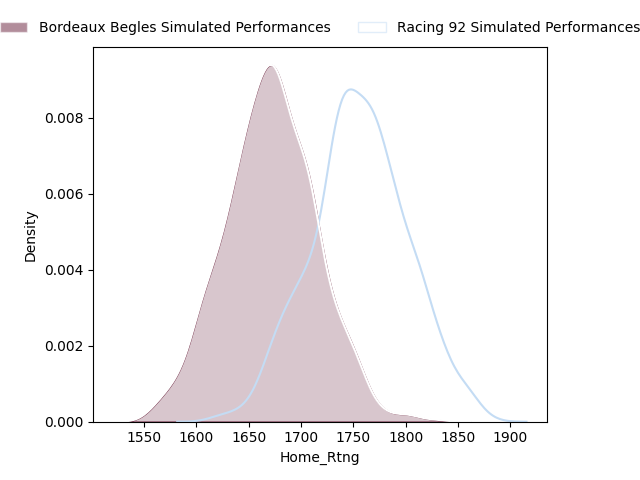 Bordeaux Begles Simulated Performances
Racing 92 Simulated Performances
0.008
0.006
0.004
0.002
0.000
Density
1550 1600 1650 1700 1750 1800 1850 1900
Home_Rtng